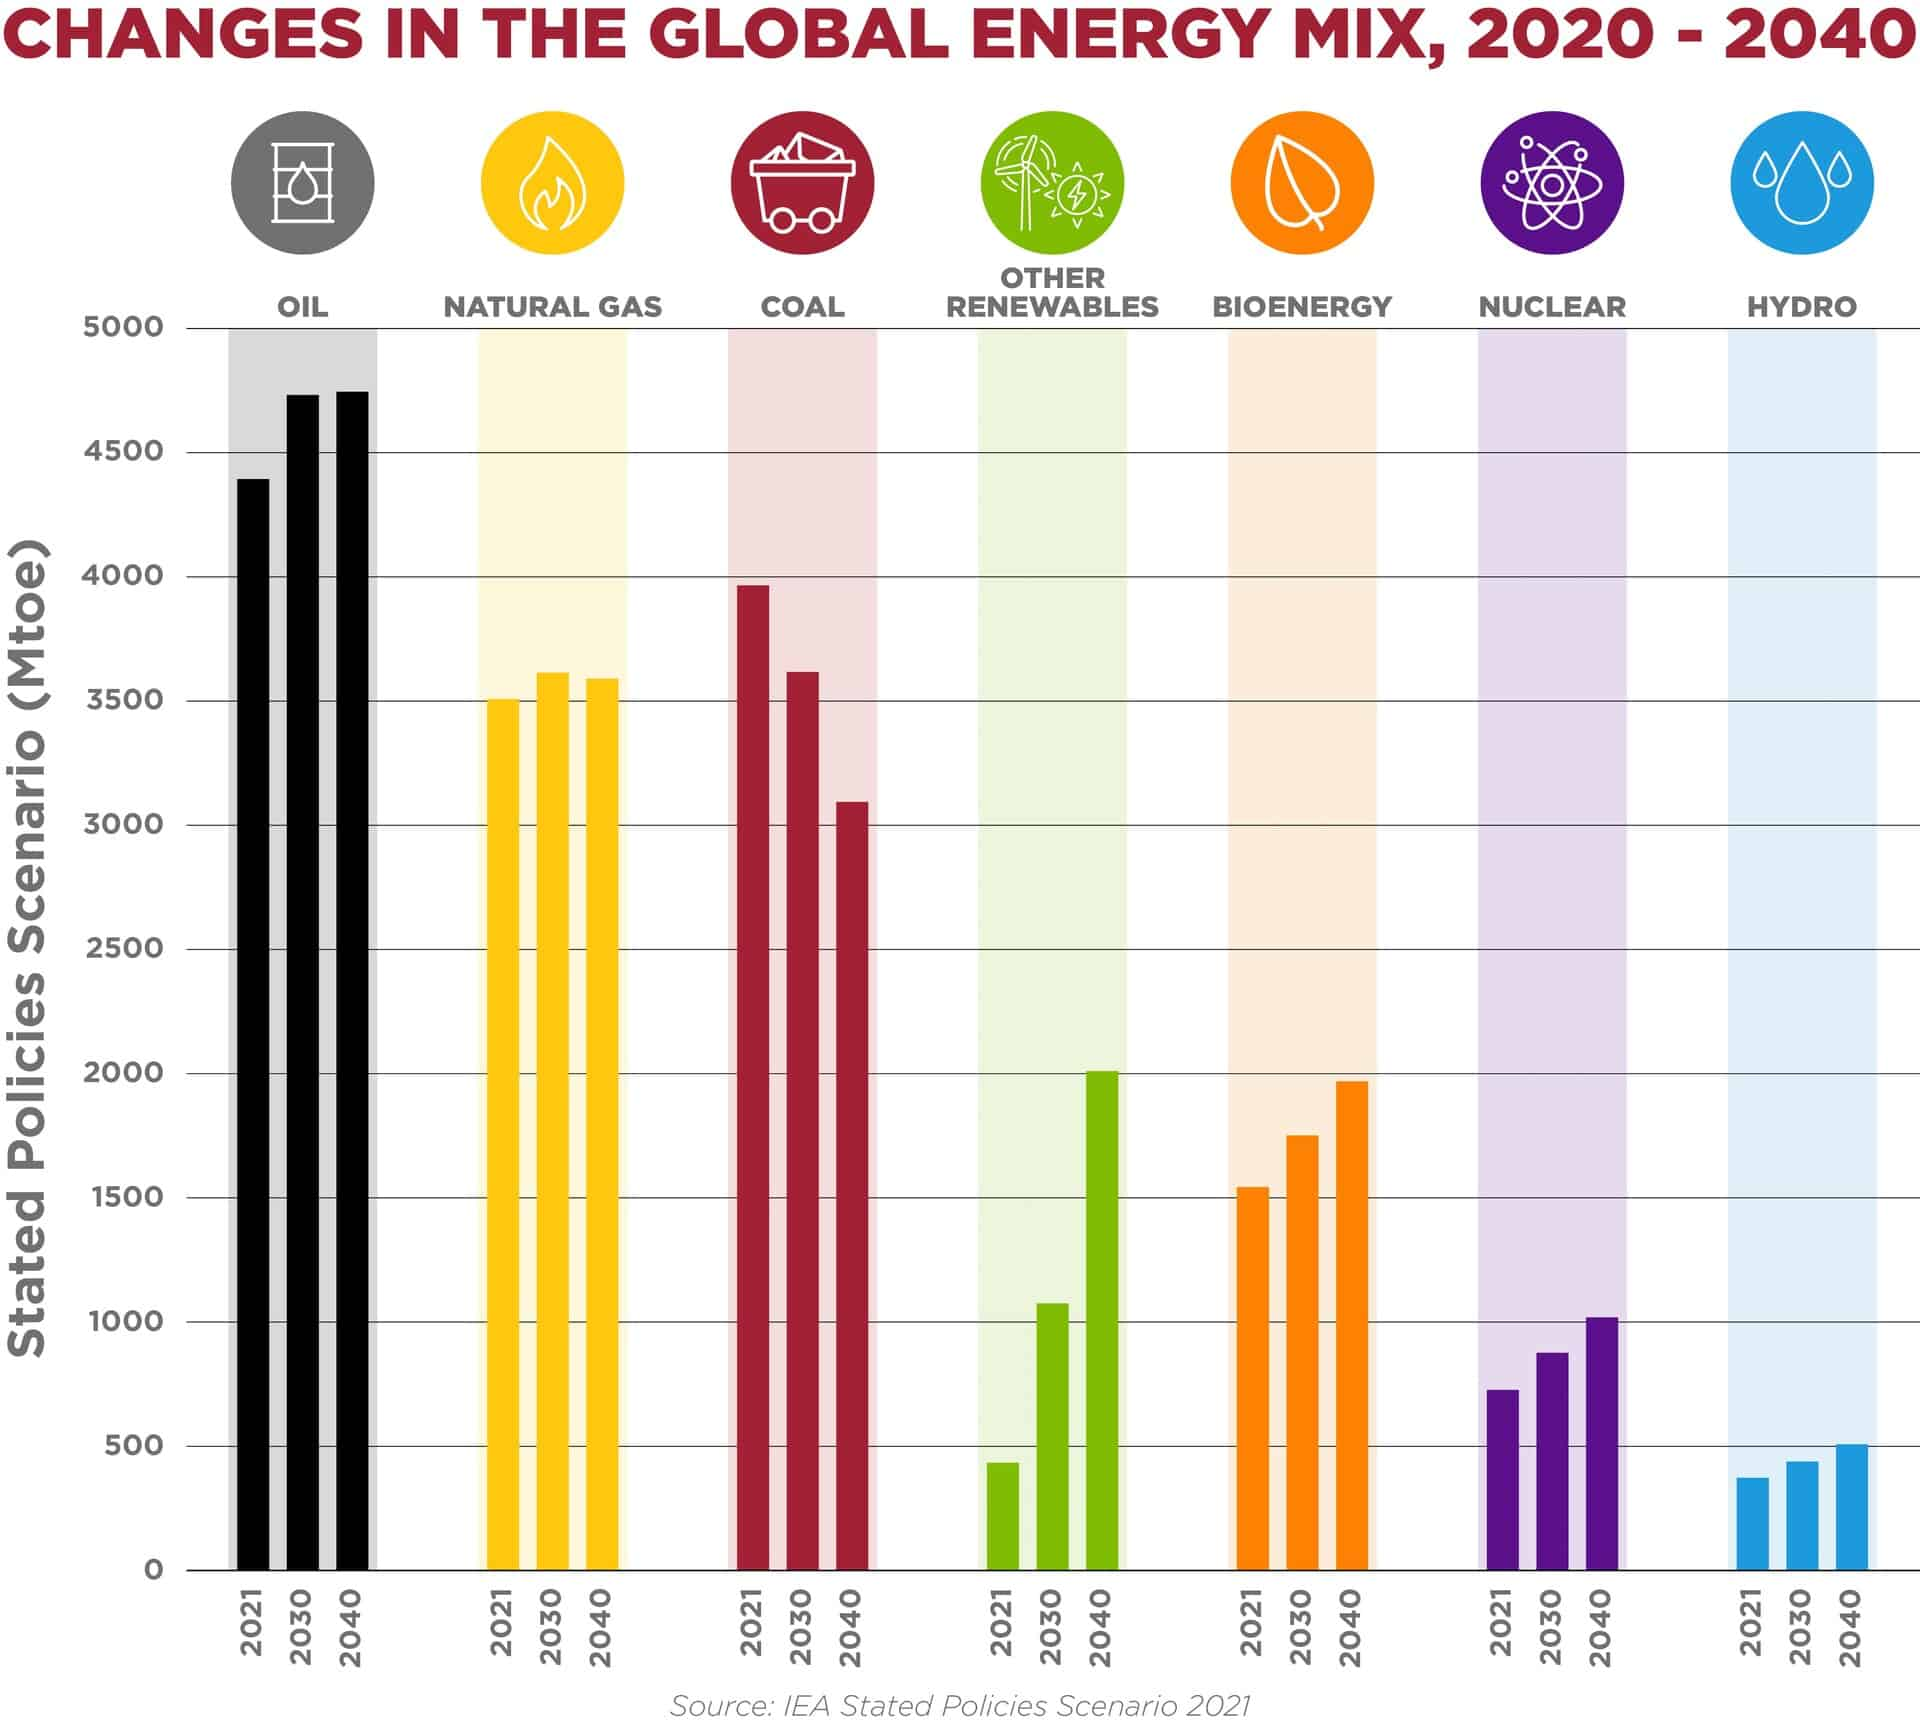 CHANGES IN THE GLOBAL ENERGY MIX, 2020 - 2040
OIL
NATURAL GAS
COAL
OTHER
RENEWABLES
BIOENERGY
NUCLEAR
HYDRO
Stated Policies Scenario (Mtoe)
5000
4500
4000
3500
3000
2500
2000
1500
1000
500
0
2021
2030
2040
2021
2030
2040
2021
2030
2040
2021
2030
2040
2021
2030
2040
2021
2030
2040
2021
2030
2040
Source: IEA Stated Policies Scenario 2021